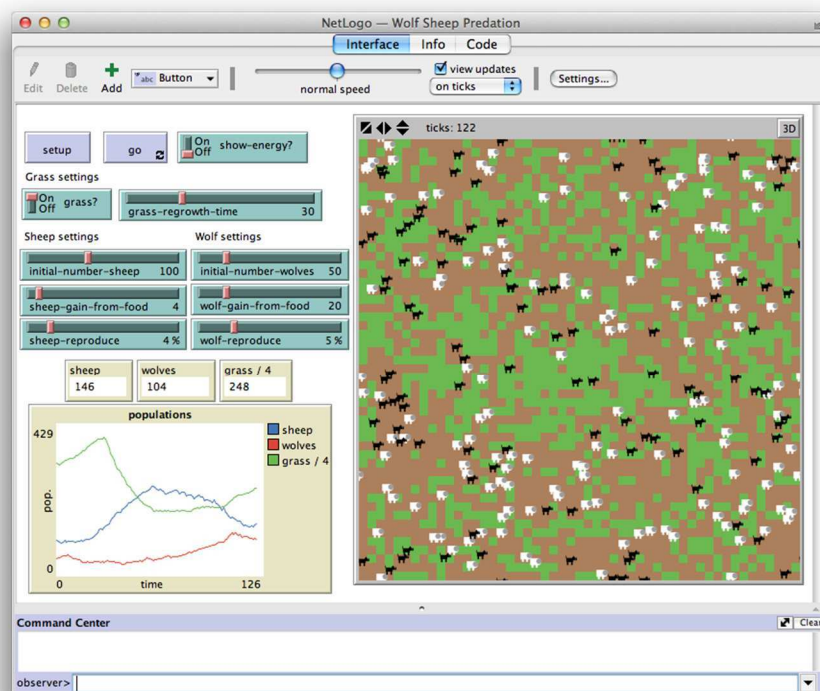 NetLogo — Wolf Sheep Predation
Interface Info Code
Edit Delete Add abc Button normal speed view updates on ticks Settings...
ticks: 122 3D
setup go On Off show-energy?
Grass settings
On Off grass? grass-regrowth-time 30
Sheep settings Wolf settings
initial-number-sheep 100 initial-number-wolves 50
sheep-gain-from-food 4 wolf-gain-from-food 20
sheep-reproduce 4 % wolf-reproduce 5 %
sheep wolves grass / 4
146 104 248
populations
429
pop.
0
0 time 126
sheep
wolves
grass / 4
Command Center Clear
observer>